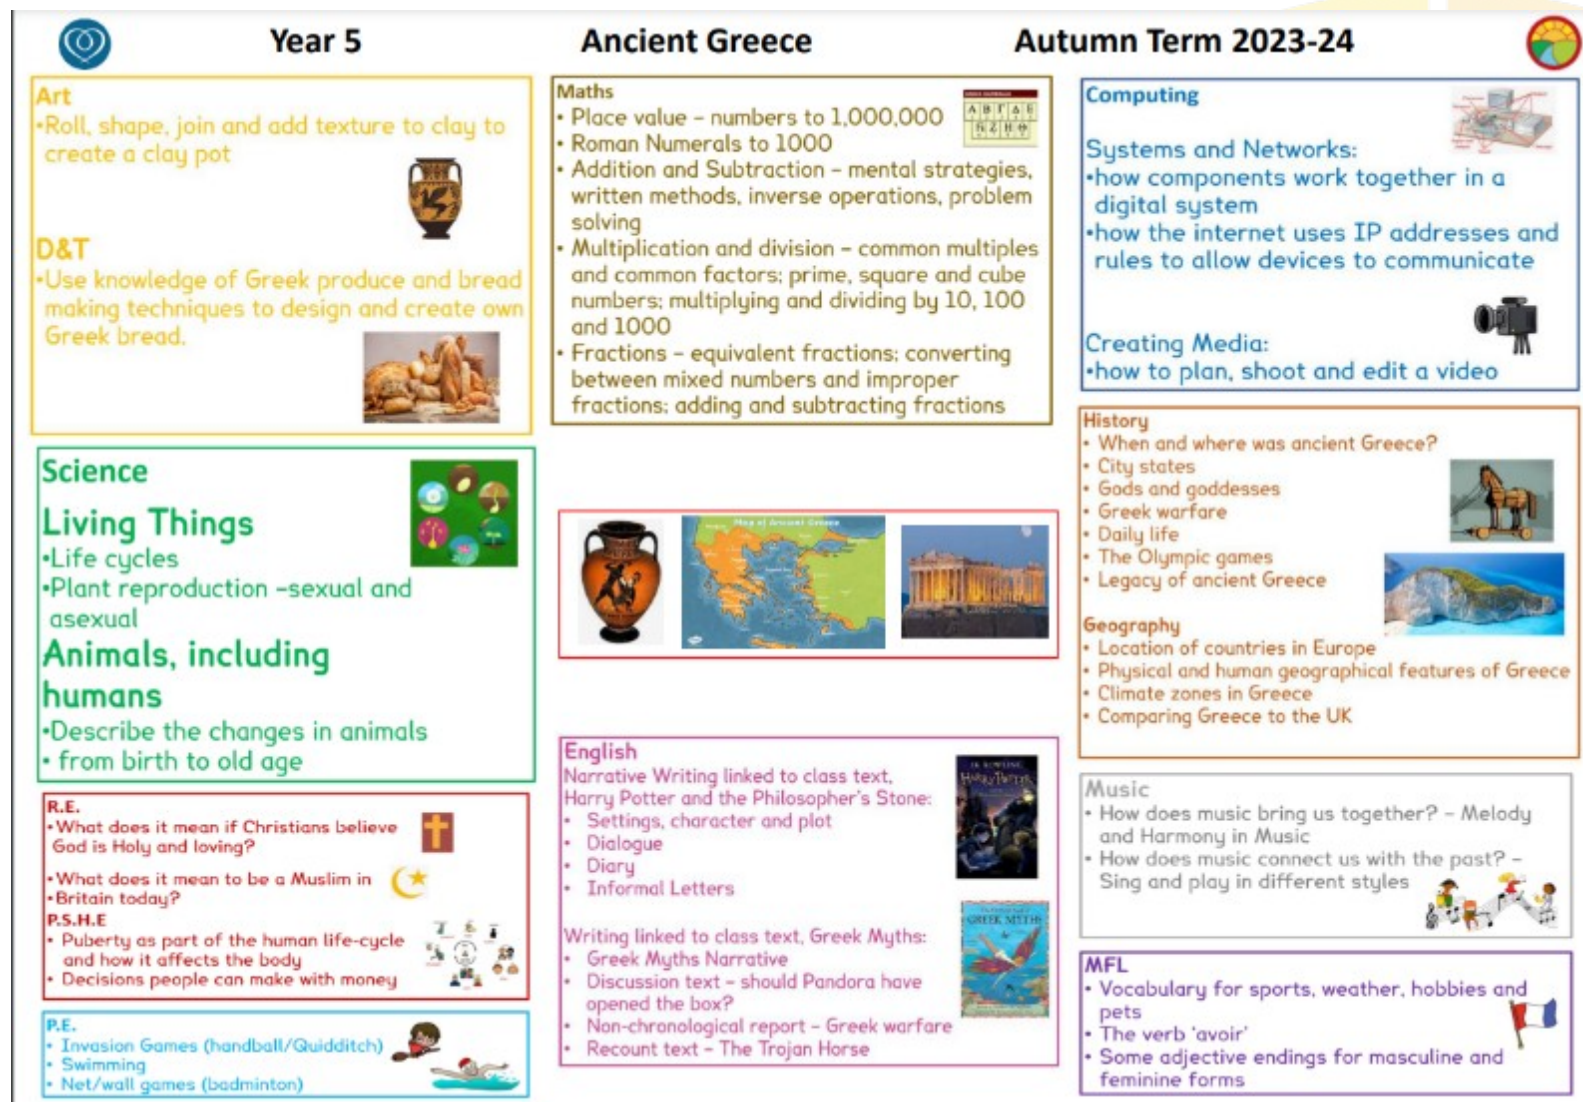 Year 5
Ancient Greece
Autumn Term 2023-24
Art
•Roll, shape, join and add texture to clay to
create a clay pot
D&T
•Use knowledge of Greek produce and bread
making techniques to design and create own
Greek bread.
Science
Living Things
•Life cycles
•Plant reproduction –sexual and
asexual
Animals, including
humans
•Describe the changes in animals
• from birth to old age
R.E.
•What does it mean if Christians believe
God is Holy and loving?
•What does it mean to be a Muslim in
•Britain today?
P.S.H.E
• Puberty as part of the human life-cycle
and how it affects the body
• Decisions people can make with money
P.E.
• Invasion Games (handball/Quidditch)
• Swimming
• Net/wall games (badminton)
Maths
• Place value – numbers to 1,000,000
• Roman Numerals to 1000
• Addition and Subtraction – mental strategies,
written methods, inverse operations, problem
solving
• Multiplication and division – common multiples
and common factors; prime, square and cube
numbers; multiplying and dividing by 10, 100
and 1000
• Fractions – equivalent fractions; converting
between mixed numbers and improper
fractions; adding and subtracting fractions
Α Β Γ Δ Ε
Ϛ Ζ Η Θ
Map of Ancient Greece
English
Narrative Writing linked to class text,
Harry Potter and the Philosopher's Stone:
• Settings, character and plot
• Dialogue
• Diary
• Informal Letters
J.K. ROWLING
HARRY POTTER
Writing linked to class text, Greek Myths:
• Greek Myths Narrative
• Discussion text – should Pandora have
opened the box?
• Non-chronological report – Greek warfare
• Recount text – The Trojan Horse
GREEK MYTHS
Computing
Systems and Networks:
•how components work together in a
digital system
•how the internet uses IP addresses and
rules to allow devices to communicate
Creating Media:
•how to plan, shoot and edit a video
History
• When and where was ancient Greece?
• City states
• Gods and goddesses
• Greek warfare
• Daily life
• The Olympic games
• Legacy of ancient Greece
Geography
• Location of countries in Europe
• Physical and human geographical features of Greece
• Climate zones in Greece
• Comparing Greece to the UK
Music
• How does music bring us together? – Melody
and Harmony in Music
• How does music connect us with the past? –
Sing and play in different styles
MFL
• Vocabulary for sports, weather, hobbies and
pets
• The verb 'avoir'
• Some adjective endings for masculine and
feminine forms